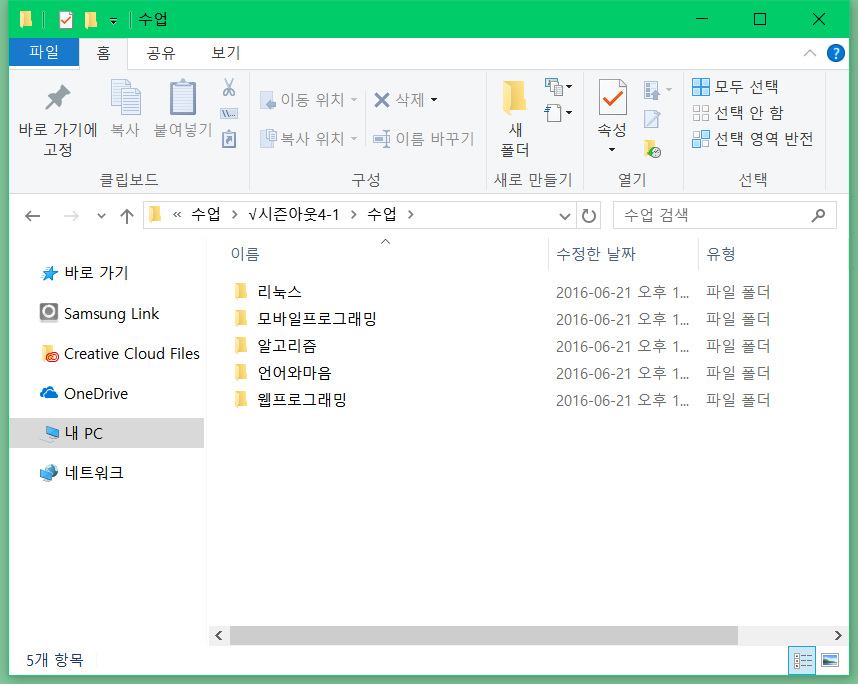 수업
파일 홈 공유 보기
바로 가기에 고정
복사
붙여넣기
클립보드
이동 위치
복사 위치
삭제
이름 바꾸기
구성
새 폴더
새로 만들기
속성
열기
모두 선택
선택 안 함
선택 영역 반전
선택
« 수업 > √시즌아웃4-1 > 수업 >
수업 검색
바로 가기
Samsung Link
Creative Cloud Files
OneDrive
내 PC
네트워크
이름 수정한 날짜 유형
리눅스 2016-06-21 오후 1... 파일 폴더
모바일프로그래밍 2016-06-21 오후 1... 파일 폴더
알고리즘 2016-06-21 오후 1... 파일 폴더
언어와마음 2016-06-21 오후 1... 파일 폴더
웹프로그래밍 2016-06-21 오후 1... 파일 폴더
5개 항목